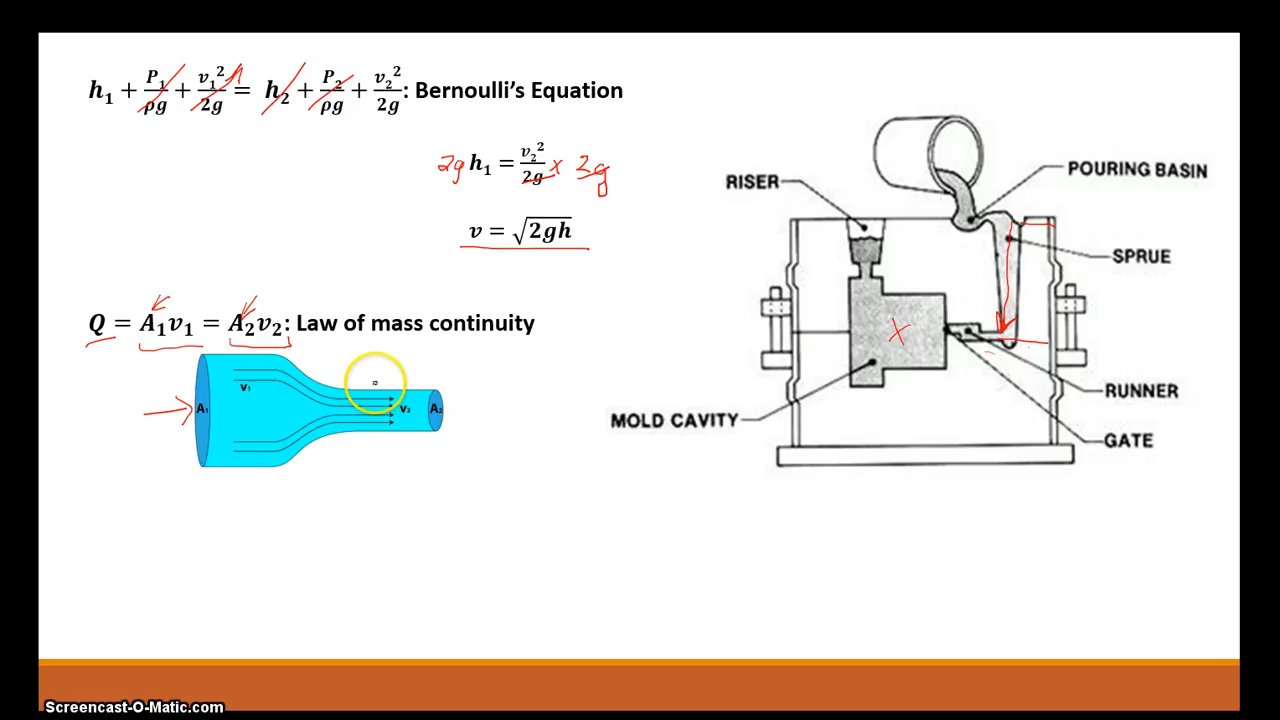 h₁ + P₁/ρg + v₁²/2g = h₂ + P₂/ρg + v₂²/2g : Bernoulli's Equation
2g h₁ = v₂²/2g x 2g
v = √2gh
Q = A₁v₁ = A₂v₂: Law of mass continuity
A₁
v₁
v₂
A₂
RISER
POURING BASIN
SPRUE
X
RUNNER
MOLD CAVITY
GATE
Screencast-O-Matic.com